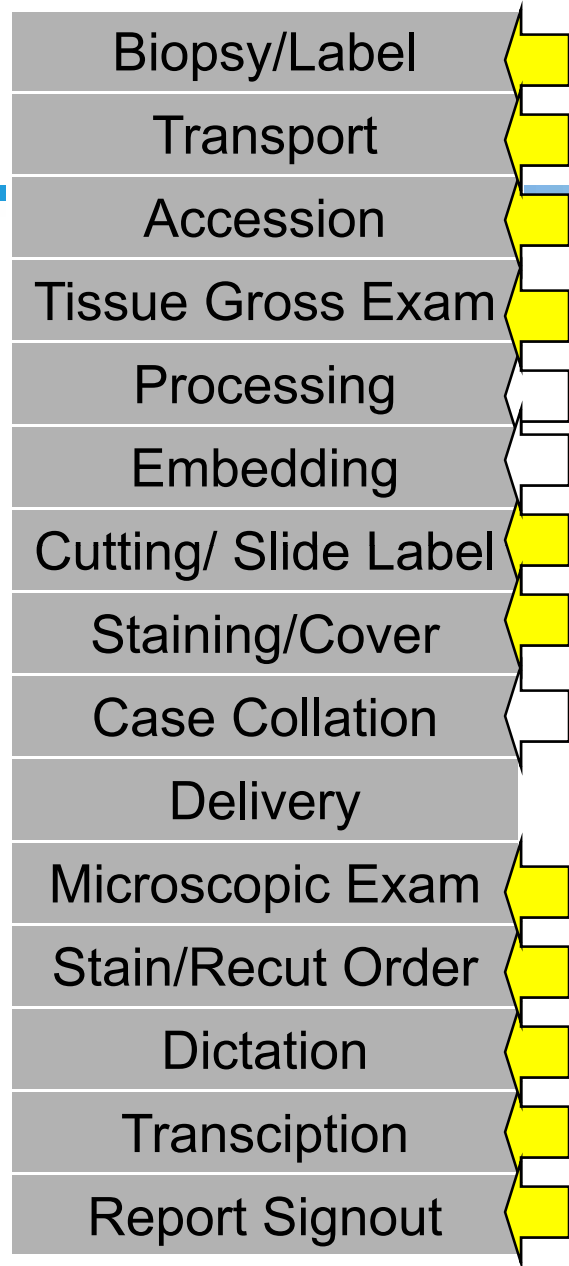 Biopsy/Label
Transport
Accession
Tissue Gross Exam
Processing
Embedding
Cutting/ Slide Label
Staining/Cover
Case Collation
Delivery
Microscopic Exam
Stain/Recut Order
Dictation
Transciption
Report Signout